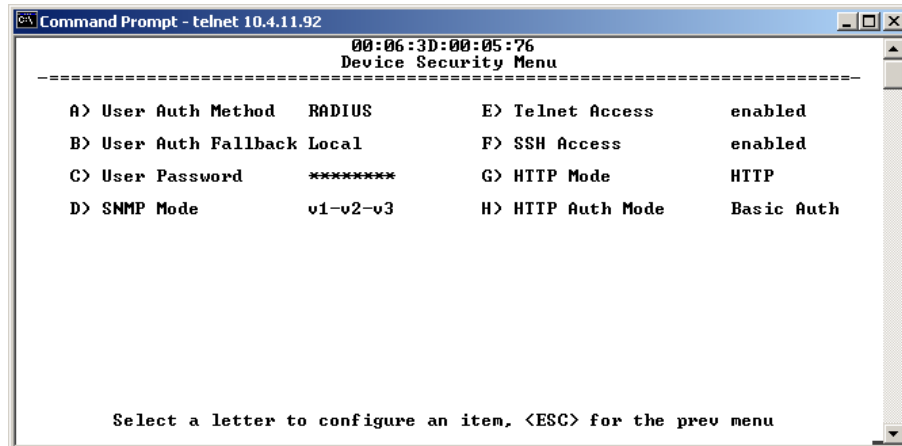 Command Prompt - telnet 10.4.11.92
00:06:3D:00:05:76
Device Security Menu
-===========================================================================-
A) User Auth Method RADIUS E) Telnet Access enabled
B) User Auth Fallback Local F) SSH Access enabled
C) User Password ******** G) HTTP Mode HTTP
D) SNMP Mode v1-v2-v3 H) HTTP Auth Mode Basic Auth
Select a letter to configure an item, <ESC> for the prev menu